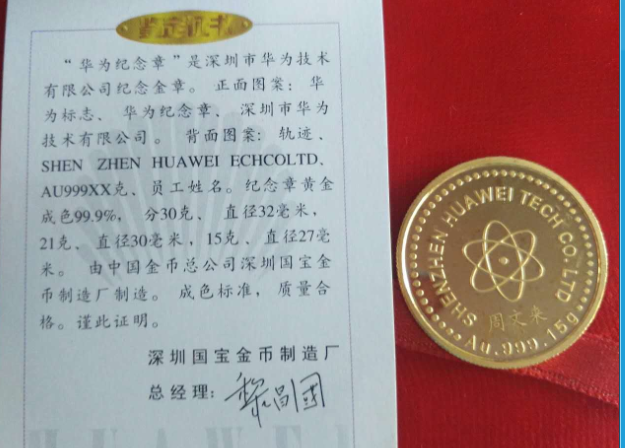 鉴定证书
“华为纪念章”是深圳市华为技术
有限公司纪念金章。 正面图案：华
为标志、 华为纪念章、 深圳市华为
技术有限公司。 背面图案：轨迹、
SHEN ZHEN HUAWEI ECHCOLTD、
AU999XX克、员工姓名。纪念章黄金
成色99.9%， 分30克、 直径32毫米，
21克、直径30毫米，15克、直径27毫
米。 由中国金币总公司深圳国宝金
币制造厂制造。 成色标准，质量合
格。谨此证明。
深圳国宝金币制造厂
总经理：
HUAWEI
SHENZHEN HUAWEI TECH CO.,LTD
周文来
Au.999.15g